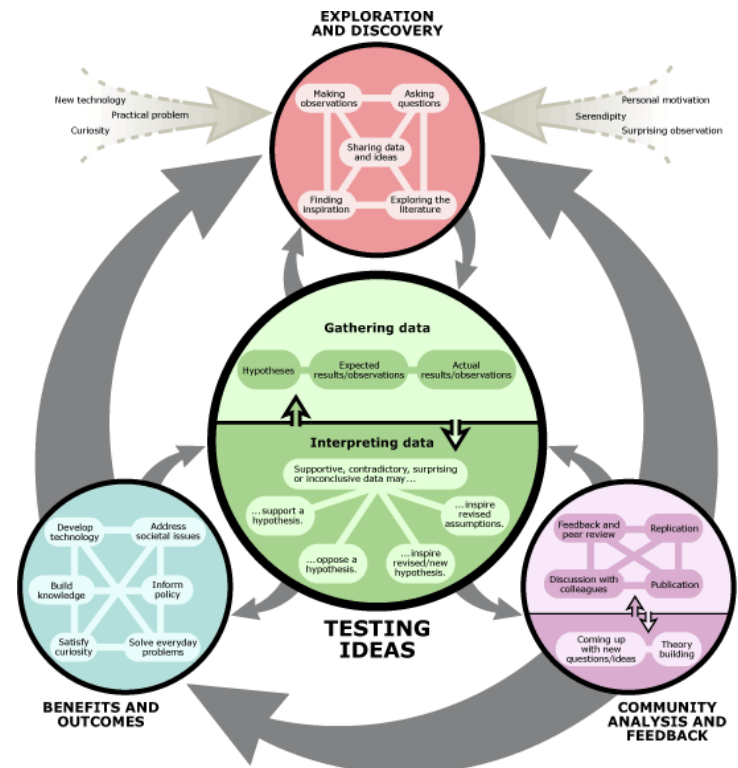 EXPLORATION
AND DISCOVERY
New technology
Practical problem
Curiosity
Personal motivation
Serendipity
Surprising observation
Making
observations
Asking
questions
Sharing data
and ideas
Finding
inspiration
Exploring the
literature
Gathering data
Hypotheses
Expected
results/observations
Actual
results/observations
Interpreting data
Supportive, contradictory, surprising
or inconclusive data may...
...support a
hypothesis.
...oppose a
hypothesis.
...inspire
revised/new
hypothesis.
...inspire
revised
assumptions.
TESTING
IDEAS
Develop
technology
Address
societal issues
Build
knowledge
Inform
policy
Satisfy
curiosity
Solve everyday
problems
BENEFITS AND
OUTCOMES
Feedback and
peer review
Replication
Discussion with
colleagues
Publication
Coming up
with new
questions/ideas
Theory
building
COMMUNITY
ANALYSIS AND
FEEDBACK